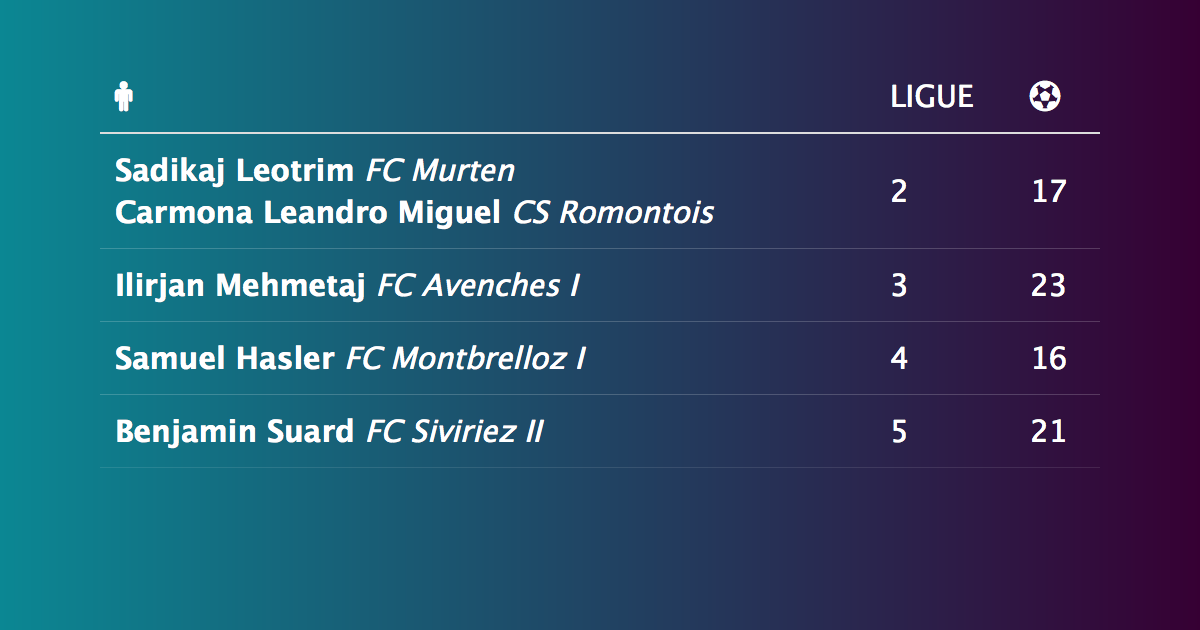 LIGUE
Sadikaj Leotrim FC Murten
Carmona Leandro Miguel CS Romontois
2 17
Ilirjan Mehmetaj FC Avenches I 3 23
Samuel Hasler FC Montbrelloz I 4 16
Benjamin Suard FC Siviriez II 5 21